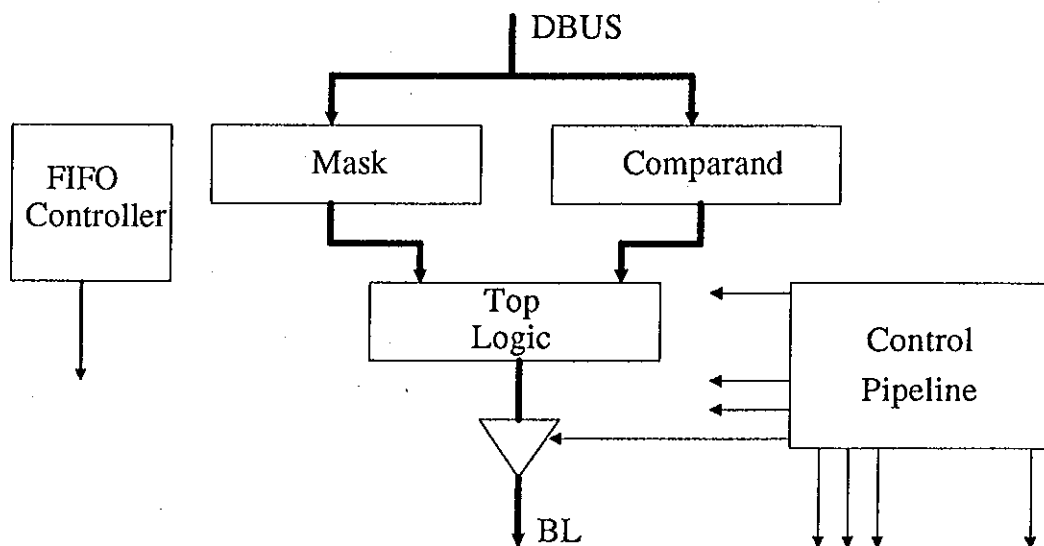 DBUS
Mask
Comparand
FIFO
Controller
Top
Logic
Control
Pipeline
BL